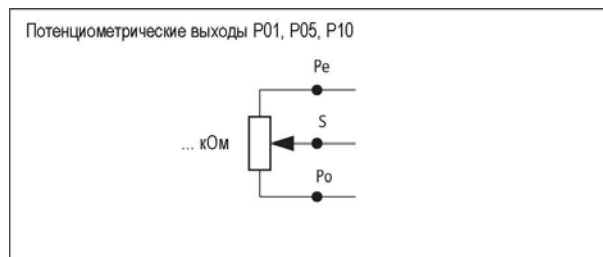 Потенциометрические выходы P01, P05, P10
Pe
S
... кОм
Po